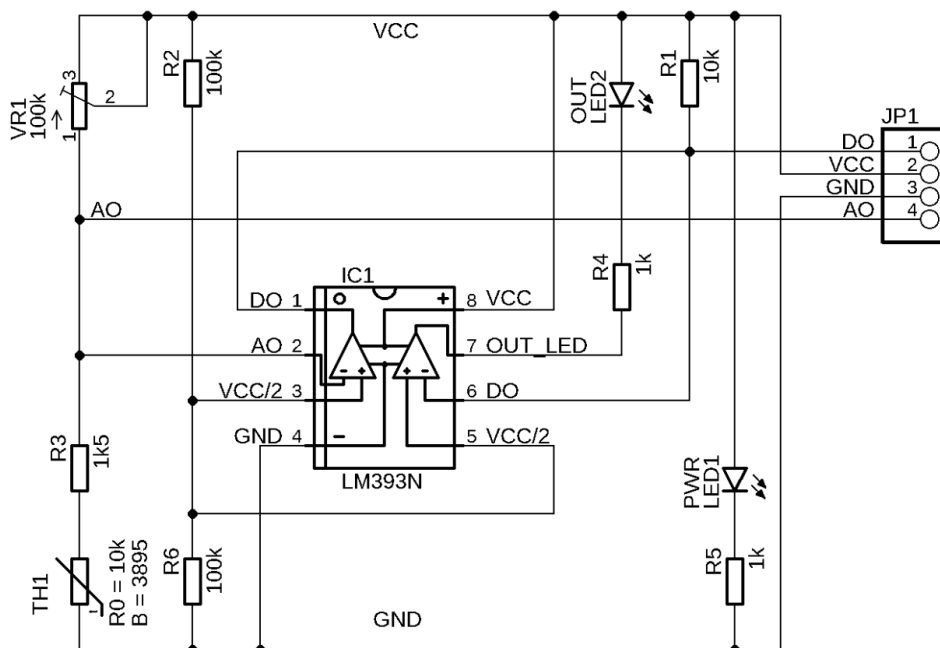 VCC
R2
100k
OUT
LED2
R1
10k
3
2
1
VR1
100k
JP1
DO 1
VCC 2
GND 3
AO 4
AO
R4
1k
IC1
+
DO 1
8 VCC
AO 2
7 OUT_LED
- +
+ -
VCC/2 3
6 DO
GND 4
-
5 VCC/2
LM393N
R3
1k5
PWR
LED1
TH1
1
R0 = 10k
B = 3895
R6
100k
R5
1k
GND